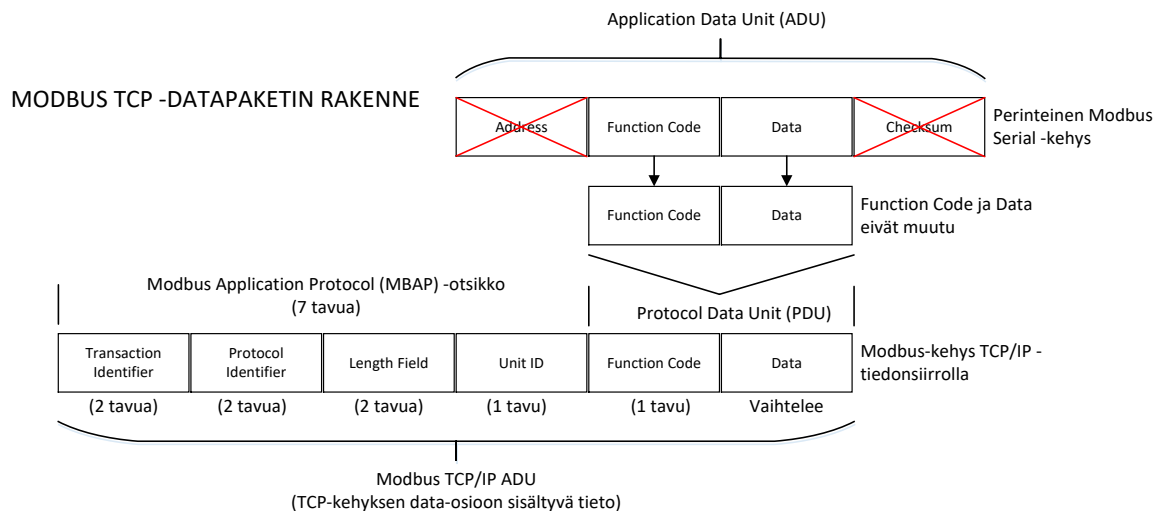 Application Data Unit (ADU)
MODBUS TCP -DATAPAKETIN RAKENNE
Address
Function Code
Data
Checksum
Perinteinen Modbus
Serial -kehys
Function Code
Data
Function Code ja Data
eivät muutu
Modbus Application Protocol (MBAP) -otsikko
(7 tavua)
Protocol Data Unit (PDU)
Transaction
Identifier
Protocol
Identifier
Length Field
Unit ID
Function Code
Data
Modbus-kehys TCP/IP -
tiedonsiirrolla
(2 tavua)
(2 tavua)
(2 tavua)
(1 tavu)
(1 tavu)
Vaihtelee
Modbus TCP/IP ADU
(TCP-kehyksen data-osioon sisältyvä tieto)